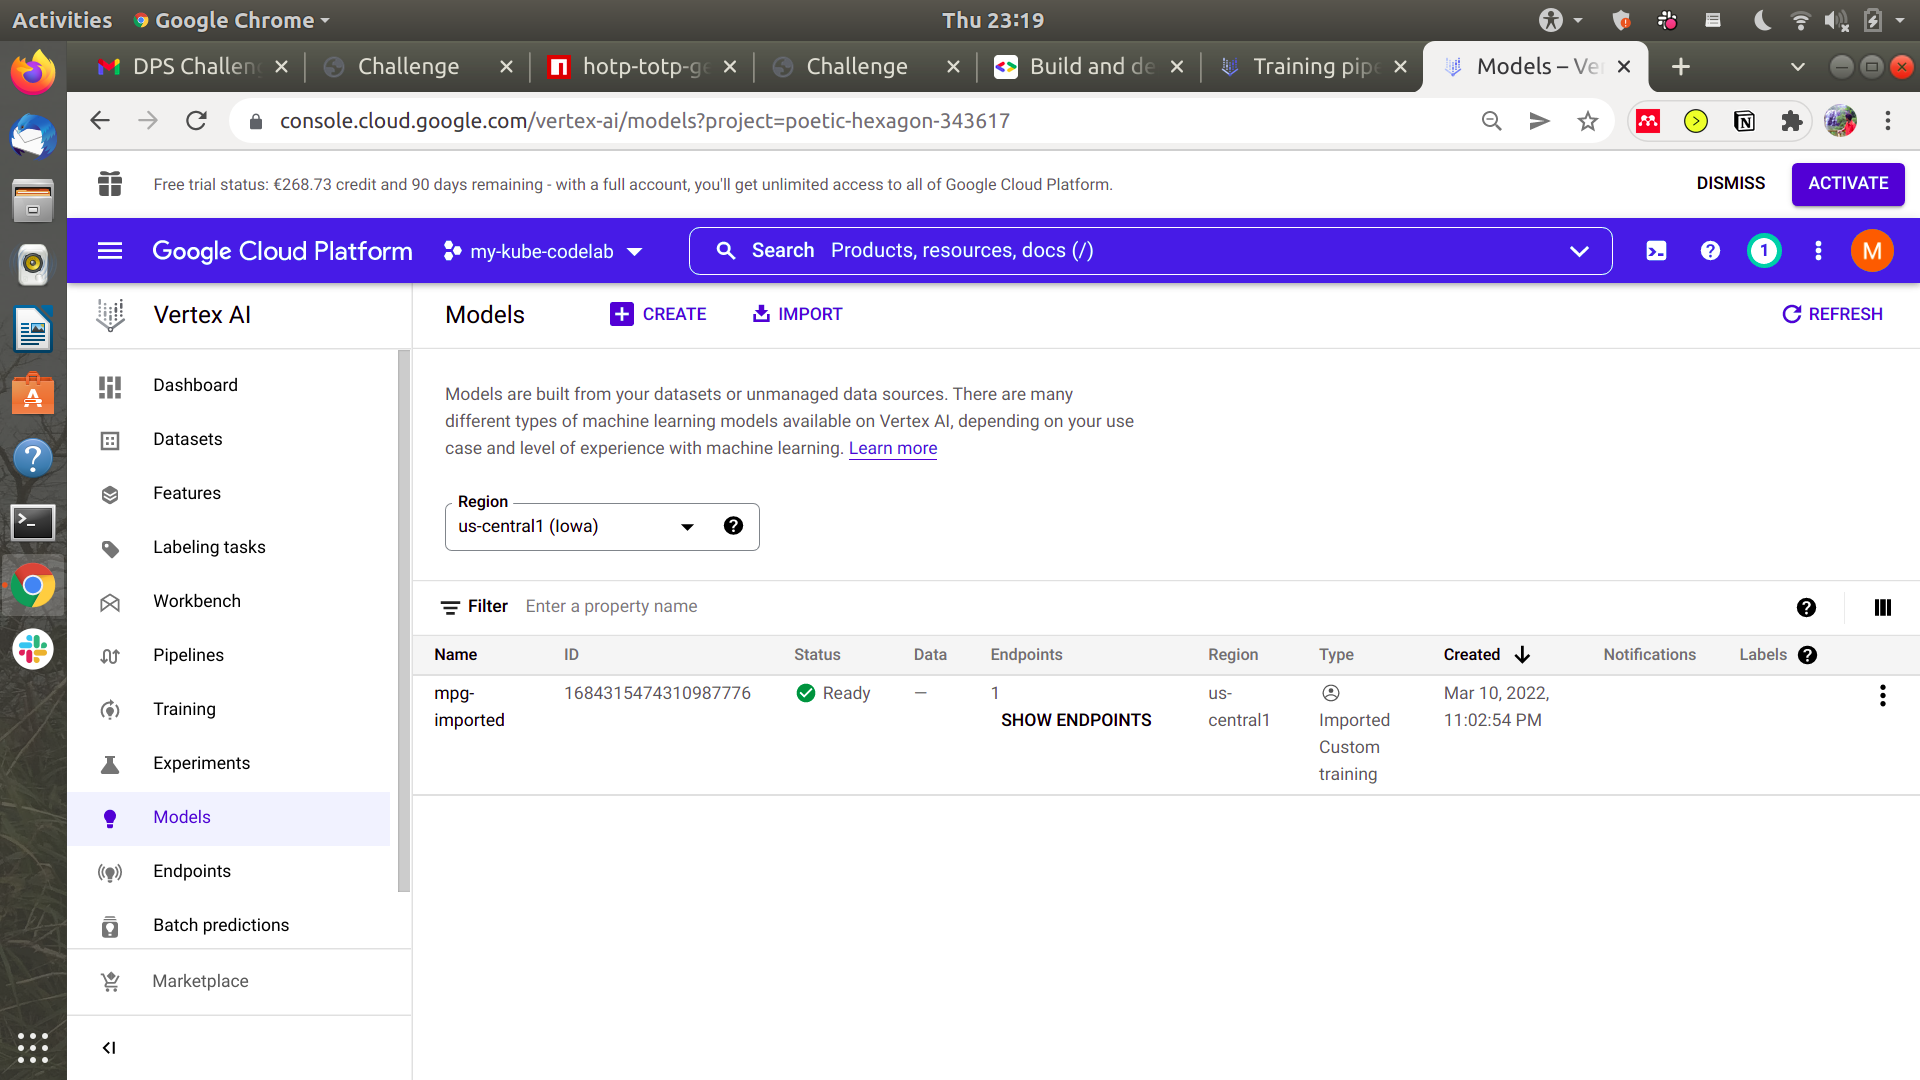 Activities
Google Chrome
Thu 23:19
DPS Challen
Challenge
hotp-totp-ge
Challenge
Build and de
Training pipe
Models – Ver
console.cloud.google.com/vertex-ai/models?project=poetic-hexagon-343617
Free trial status: €268.73 credit and 90 days remaining - with a full account, you'll get unlimited access to all of Google Cloud Platform.
DISMISS
ACTIVATE
Google Cloud Platform
my-kube-codelab
Search Products, resources, docs (/)
1
M
Vertex AI
Models
CREATE
IMPORT
REFRESH
Dashboard
Datasets
Features
Labeling tasks
Workbench
Pipelines
Training
Experiments
Models
Endpoints
Batch predictions
Marketplace
Models are built from your datasets or unmanaged data sources. There are many
different types of machine learning models available on Vertex AI, depending on your use
case and level of experience with machine learning. Learn more
Region
us-central1 (Iowa)
Filter Enter a property name
Name ID Status Data Endpoints Region Type Created Notifications Labels
mpg-
imported
1684315474310987776
Ready
—
1
SHOW ENDPOINTS
us-
central1
Imported
Custom
training
Mar 10, 2022,
11:02:54 PM